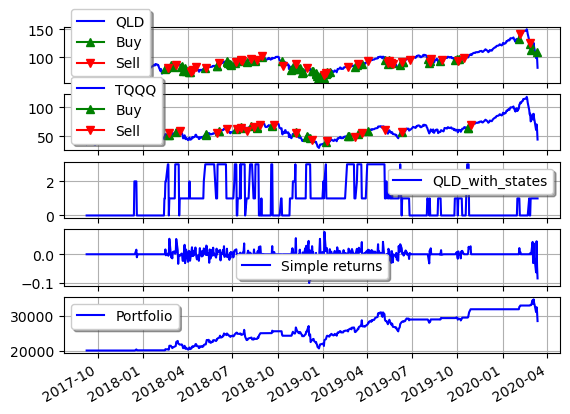 QLD
Buy
Sell
150
100
TQQQ
Buy
Sell
100
50
QLD_with_states
2
0
Simple returns
0.0
−0.1
Portfolio
30000
20000
2017-10 2018-01 2018-04 2018-07 2018-10 2019-01 2019-04 2019-07 2019-10 2020-01 2020-04